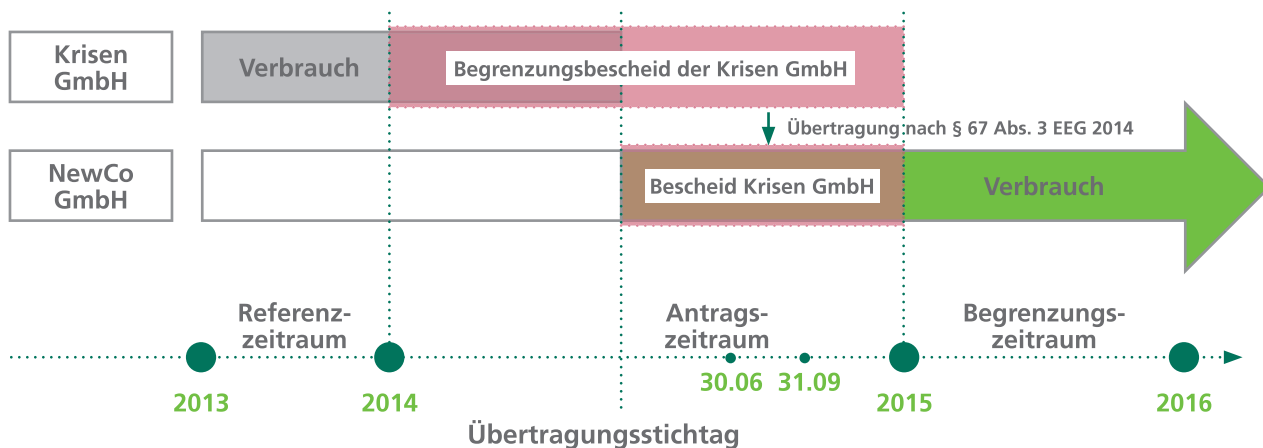 Krisen
GmbH
Verbrauch
Begrenzungsbescheid der Krisen GmbH
Übertragung nach § 67 Abs. 3 EEG 2014
NewCo
GmbH
Bescheid Krisen GmbH
Verbrauch
Referenz-
zeitraum
Antrags-
zeitraum
Begrenzungs-
zeitraum
30.06
31.09
2013
2014
2015
2016
Übertragungsstichtag